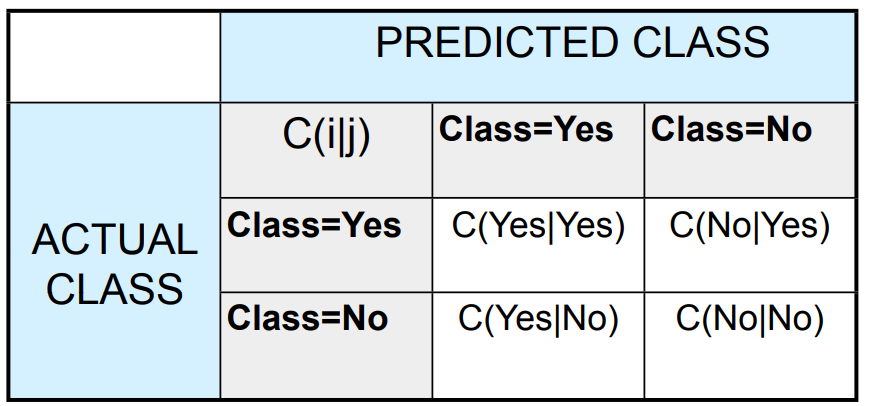 PREDICTED CLASS
C(i|j) Class=Yes Class=No
ACTUAL
CLASS
Class=Yes C(Yes|Yes) C(No|Yes)
Class=No C(Yes|No) C(No|No)